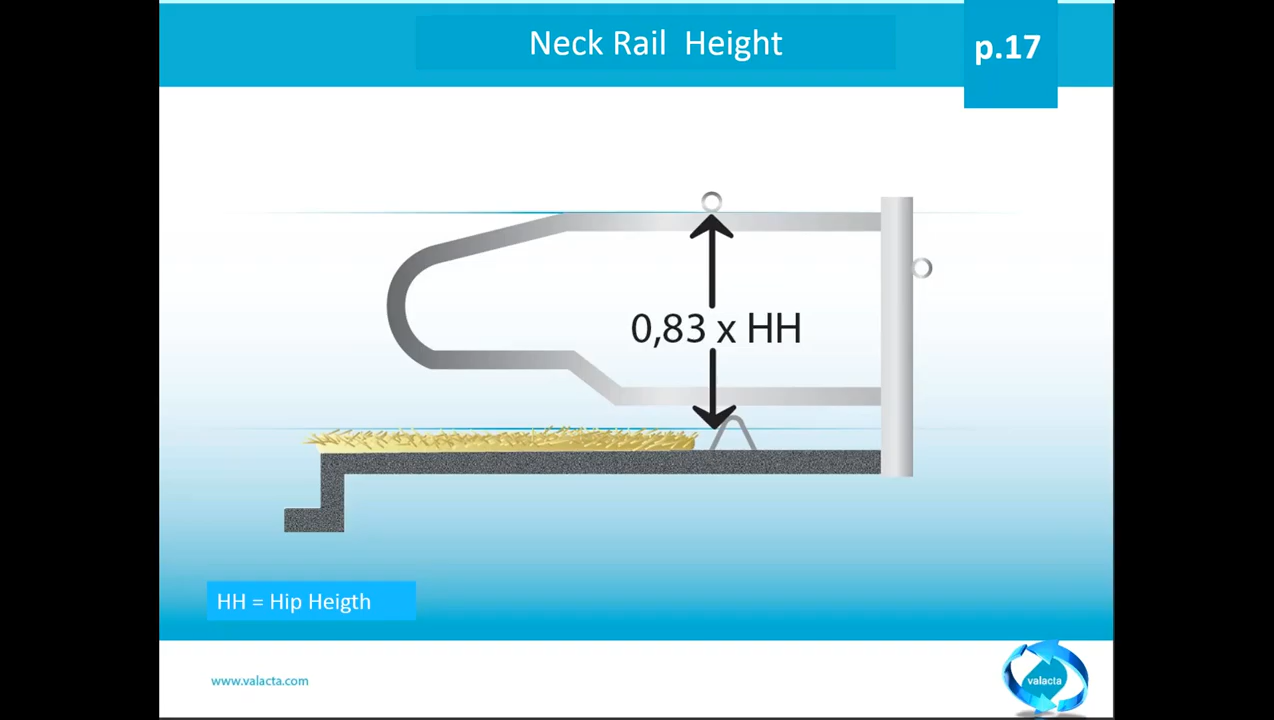 Neck Rail Height
p.17
0,83 x HH
HH = Hip Heigth
www.valacta.com
valacta